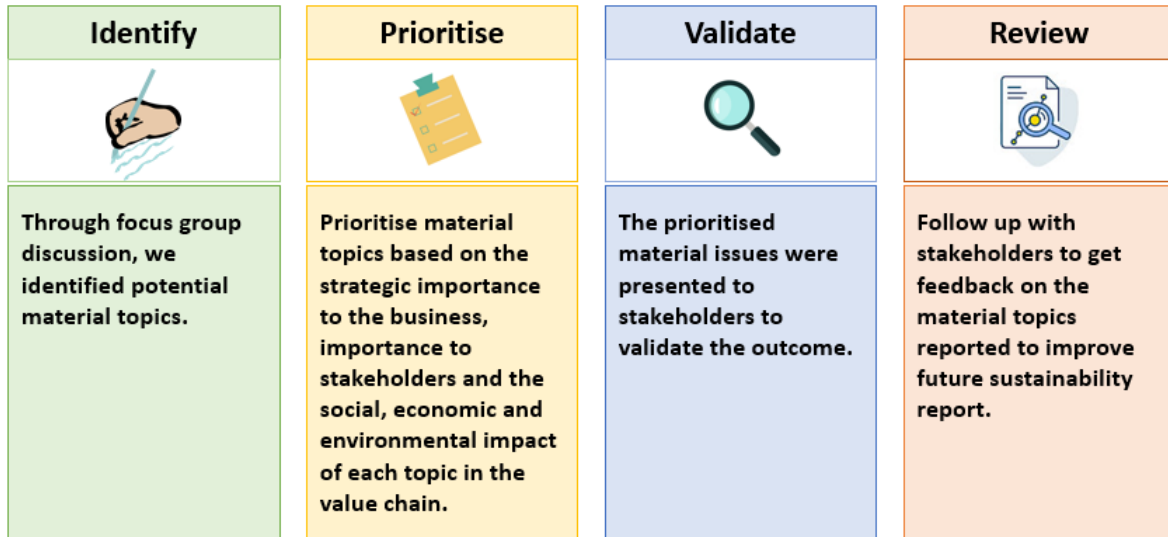 Identify
Through focus group
discussion, we
identified potential
material topics.
Prioritise
Prioritise material
topics based on the
strategic importance
to the business,
importance to
stakeholders and the
social, economic and
environmental impact
of each topic in the
value chain.
Validate
The prioritised
material issues were
presented to
stakeholders to
validate the outcome.
Review
Follow up with
stakeholders to get
feedback on the
material topics
reported to improve
future sustainability
report.